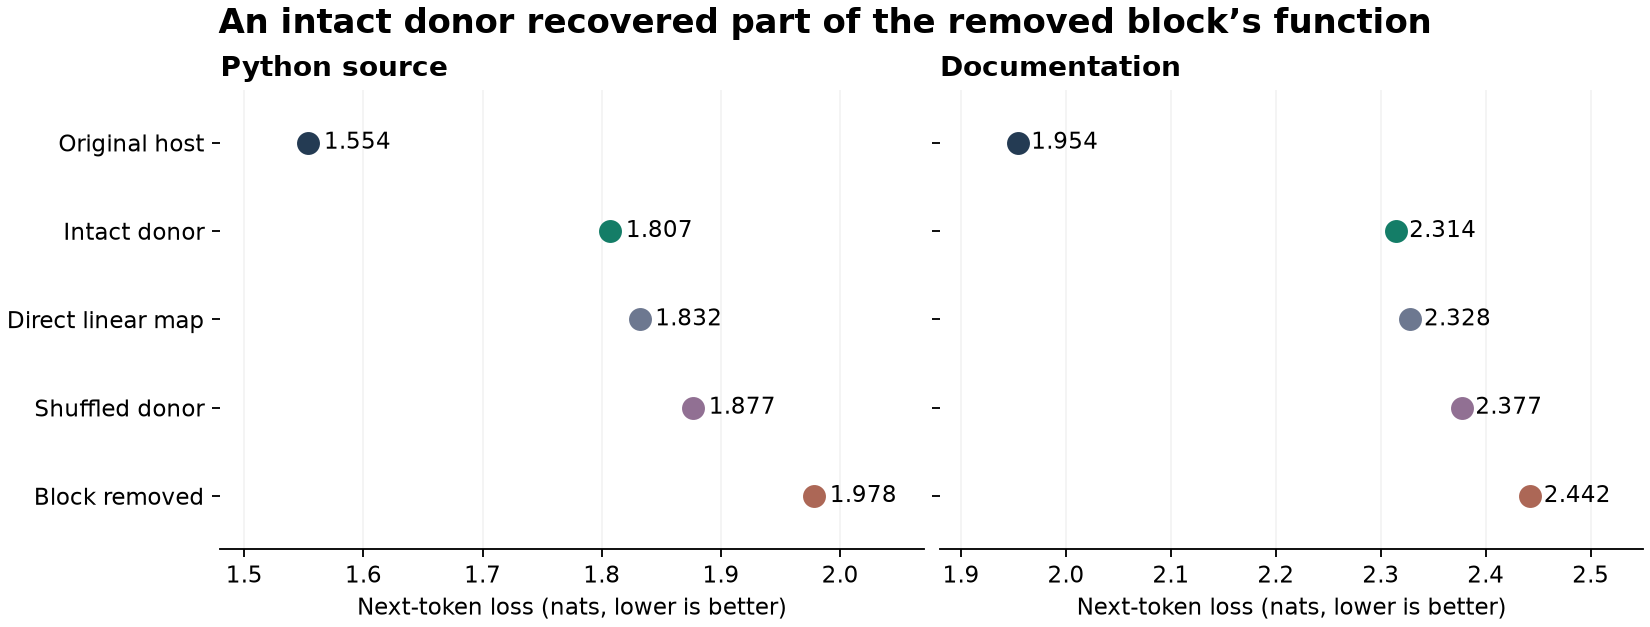 An intact donor recovered part of the removed block’s function
Python source
Documentation
Original host
1.554
1.954
Intact donor
1.807
2.314
Direct linear map
1.832
2.328
Shuffled donor
1.877
2.377
Block removed
1.978
2.442
1.5 1.6 1.7 1.8 1.9 2.0
1.9 2.0 2.1 2.2 2.3 2.4 2.5
Next-token loss (nats, lower is better)
Next-token loss (nats, lower is better)